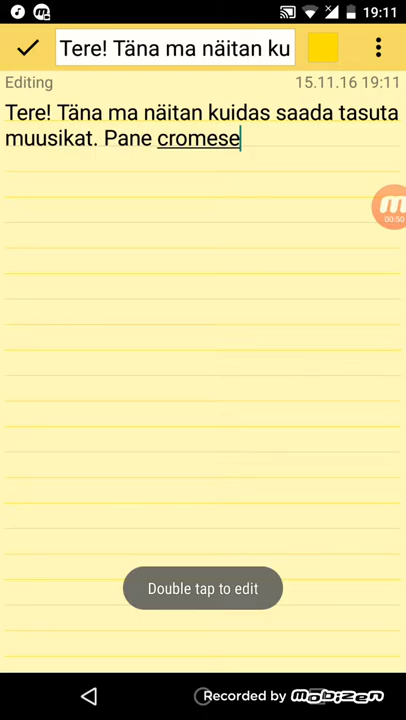 19:11
Tere! Täna ma näitan ku
Editing
15.11.16 19:11
Tere! Täna ma näitan kuidas saada tasuta
muusikat. Pane cromese
00:50
Double tap to edit
Recorded by MOBIZEN